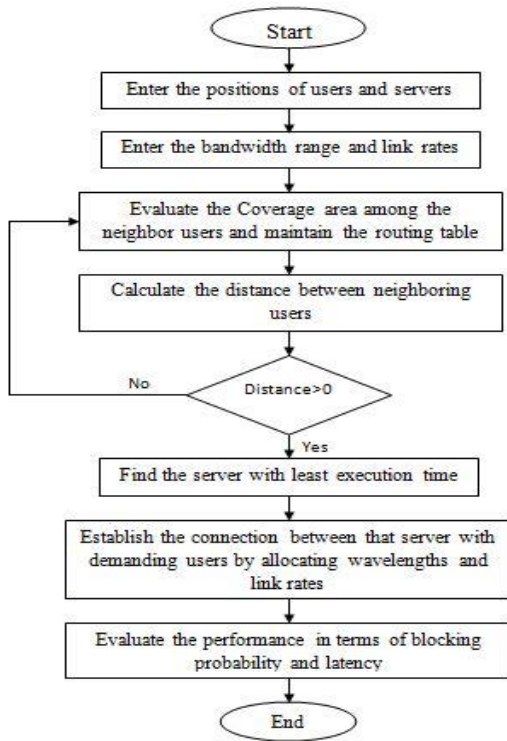 Start
Enter the positions of users and servers
Enter the bandwidth range and link rates
Evaluate the Coverage area among the
neighbor users and maintain the routing table
Calculate the distance between neighboring
users
Distance>0
No
Yes
Find the server with least execution time
Establish the connection between that server with
demanding users by allocating wavelengths and
link rates
Evaluate the performance in terms of blocking
probability and latency
End